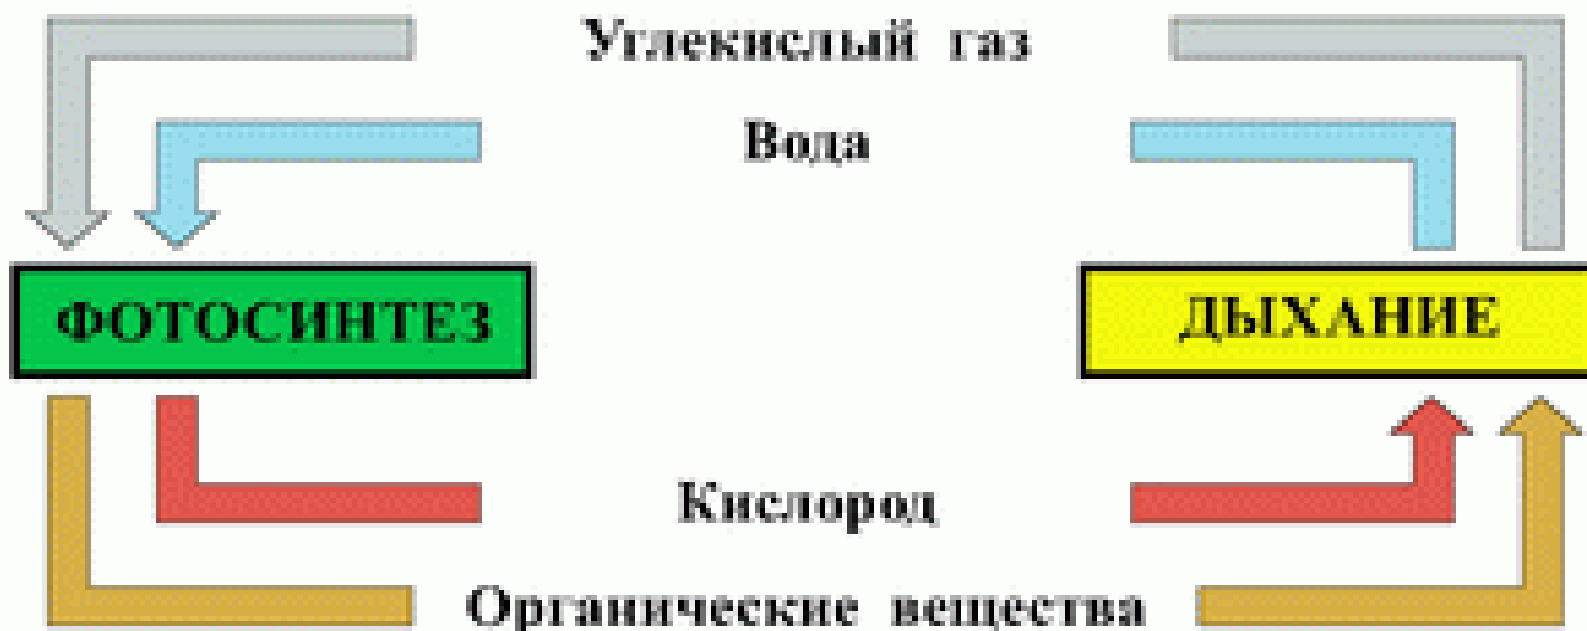 Углекислый газ
Вода
ФОТОСИНТЕЗ
ДЫХАНИЕ
Кислород
Органические вещества